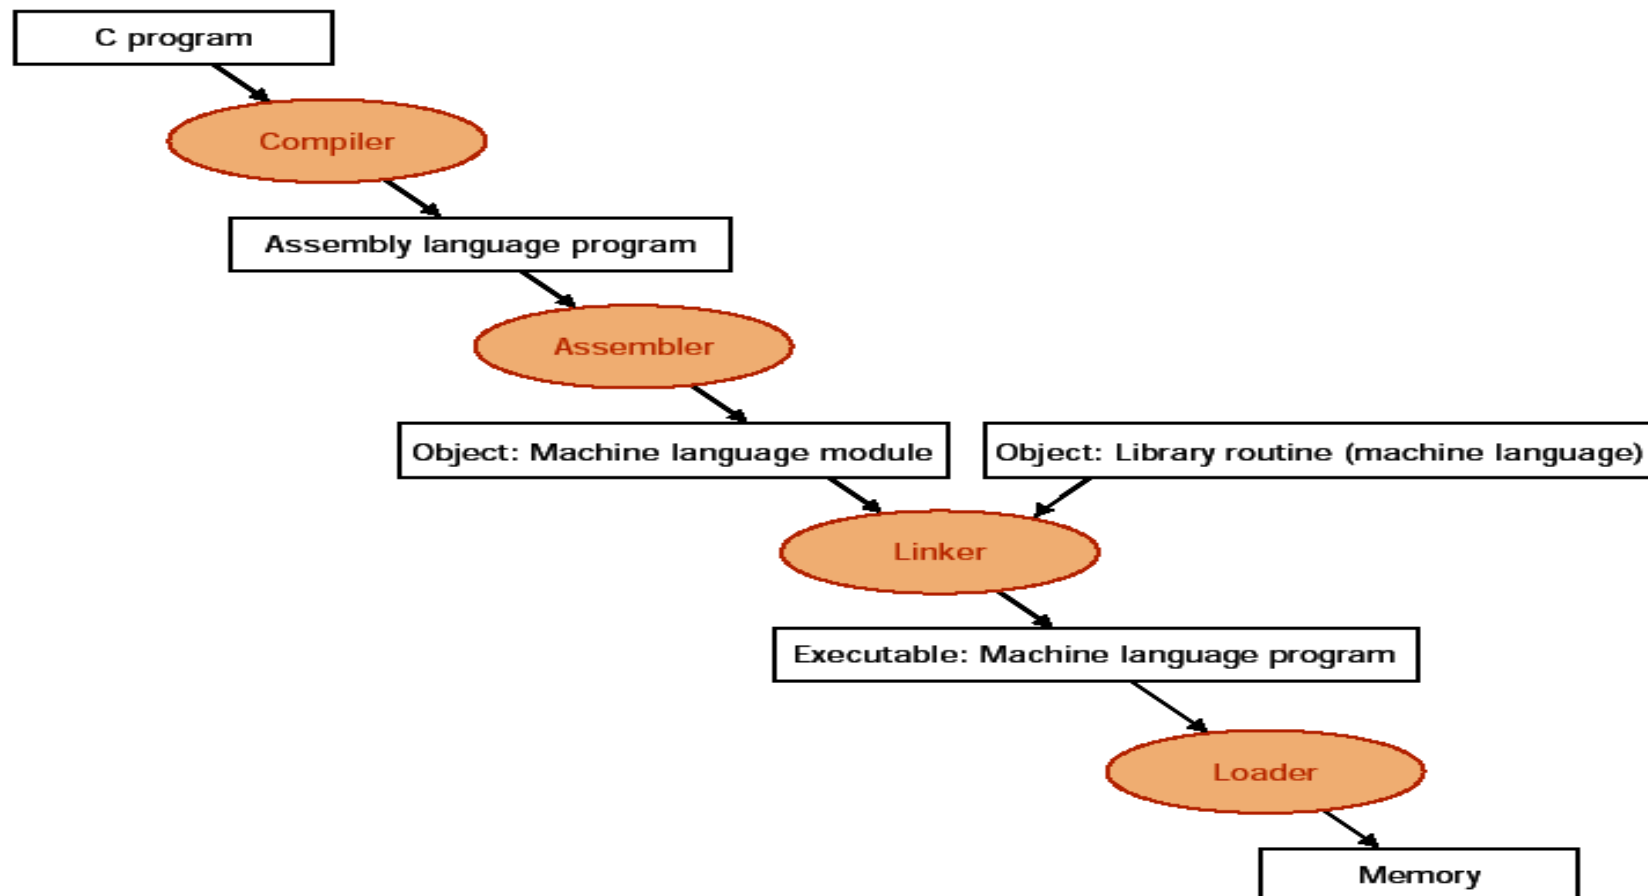 C program
Compiler
Assembly language program
Assembler
Object: Machine language module
Object: Library routine (machine language)
Linker
Executable: Machine language program
Loader
Memory